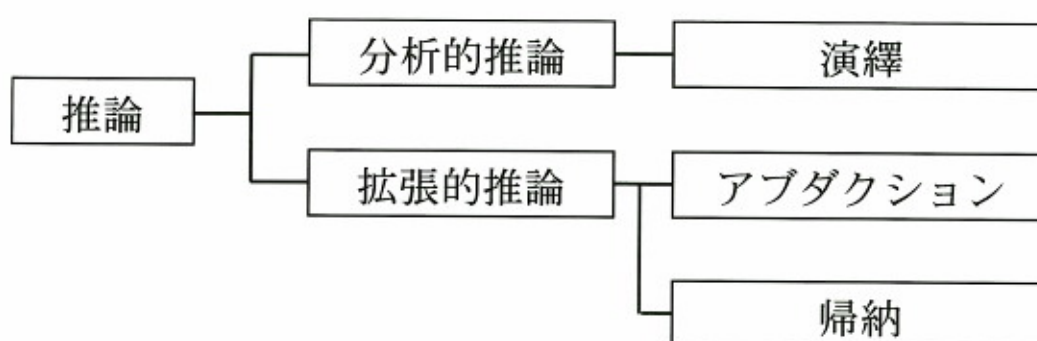 推論
分析的推論
演繹
拡張的推論
アブダクション
帰納